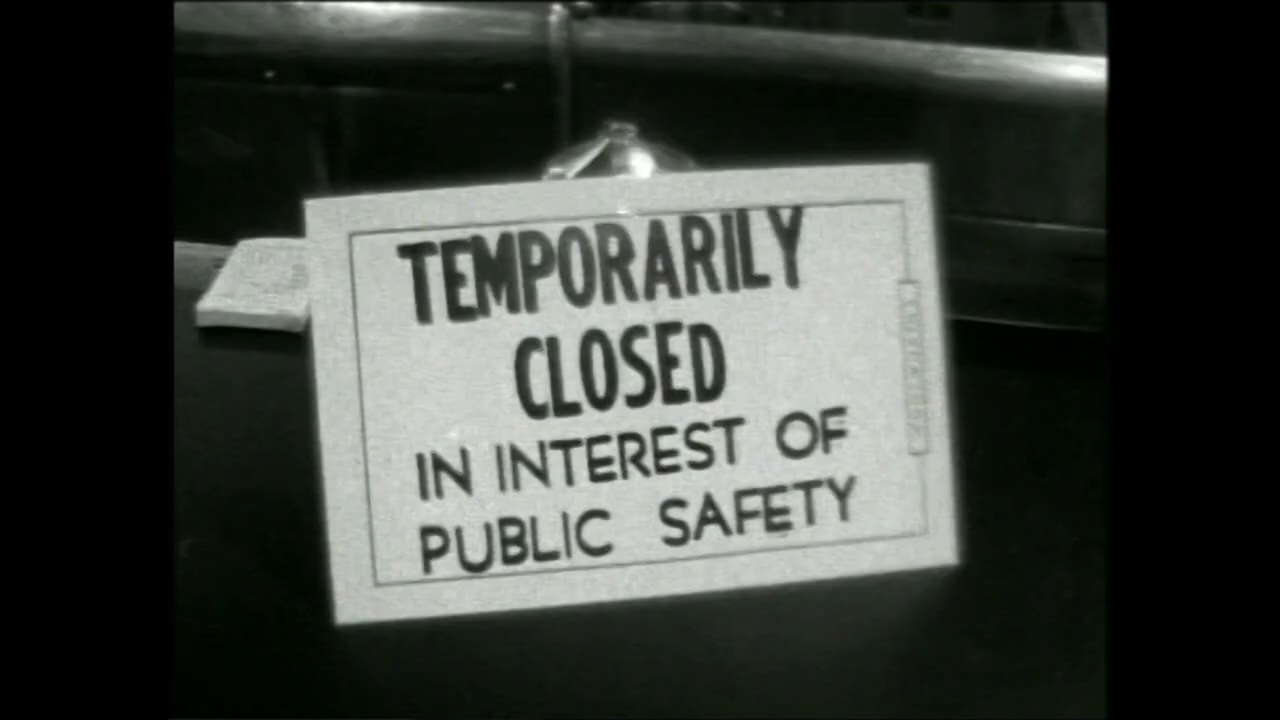 TEMPORARILY
CLOSED
IN INTEREST OF
PUBLIC SAFETY